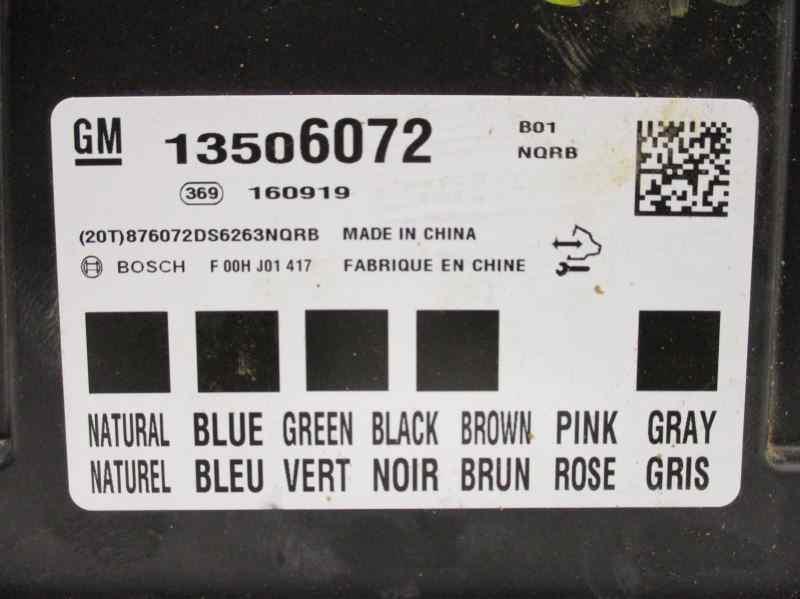 GM 13506072 B01
NQRB
369 160919
(20T)876072DS6263NQRB MADE IN CHINA
BOSCH F 00H J01 417 FABRIQUE EN CHINE
NATURAL BLUE GREEN BLACK BROWN PINK GRAY
NATUREL BLEU VERT NOIR BRUN ROSE GRIS